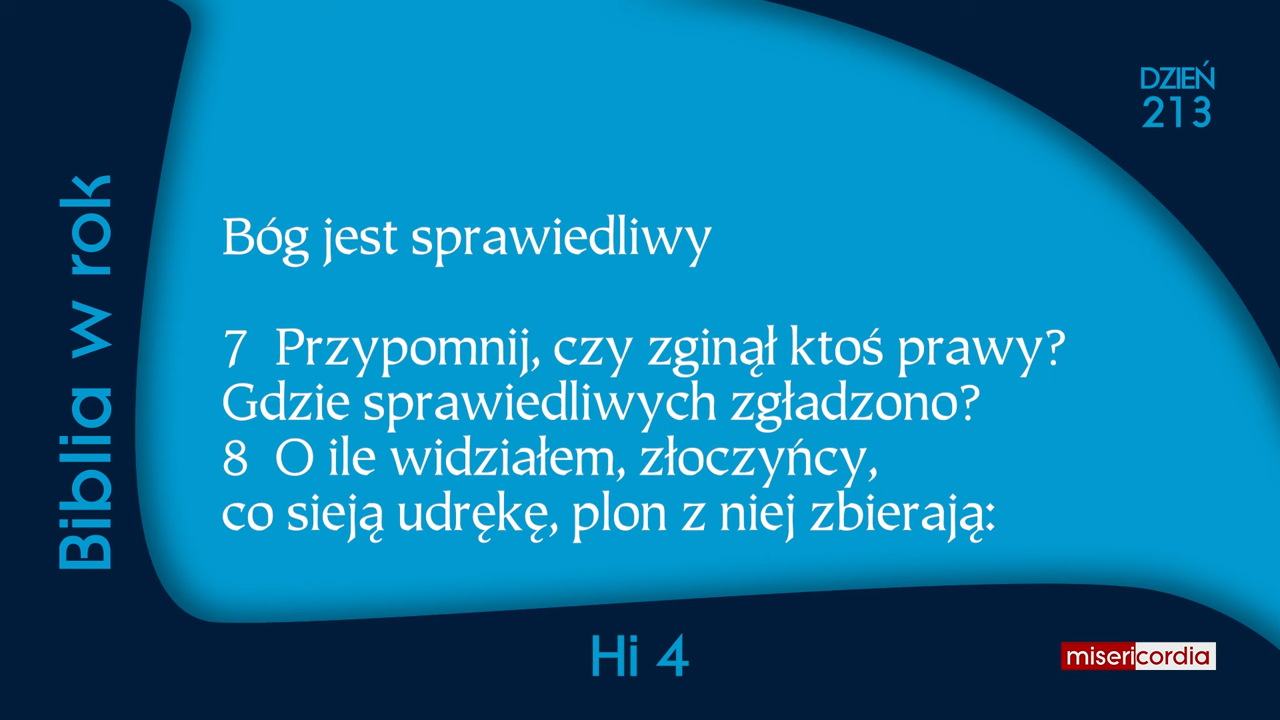 DZIEŃ
213
Biblia w rok
Bóg jest sprawiedliwy
7 Przypomnij, czy zginął ktoś prawy?
Gdzie sprawiedliwych zgładzono?
8 O ile widziałem, złoczyńcy,
co sieją udrękę, plon z niej zbierają:
Hi 4
misericordia